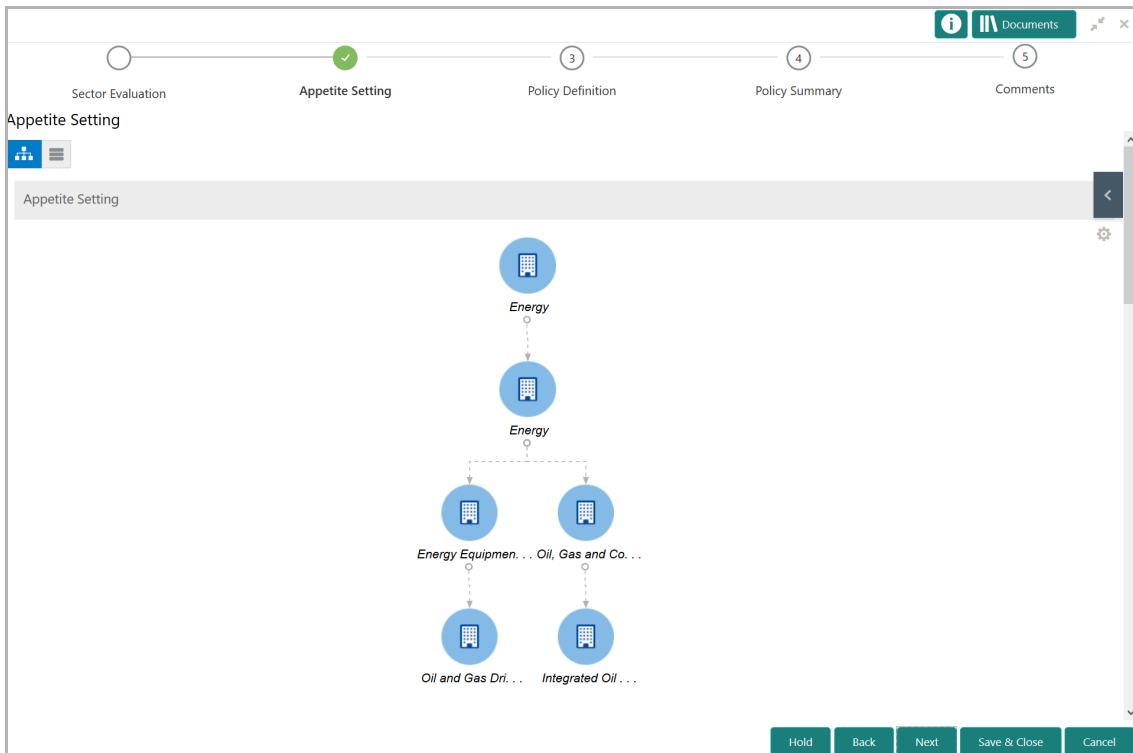 i Documents
3 4 5
Sector Evaluation Appetite Setting Policy Definition Policy Summary Comments
Appetite Setting
Appetite Setting
Energy
Energy
Energy Equipmen. . . Oil, Gas and Co. . .
Oil and Gas Dri. . . Integrated Oil . . .
Hold Back Next Save & Close Cancel